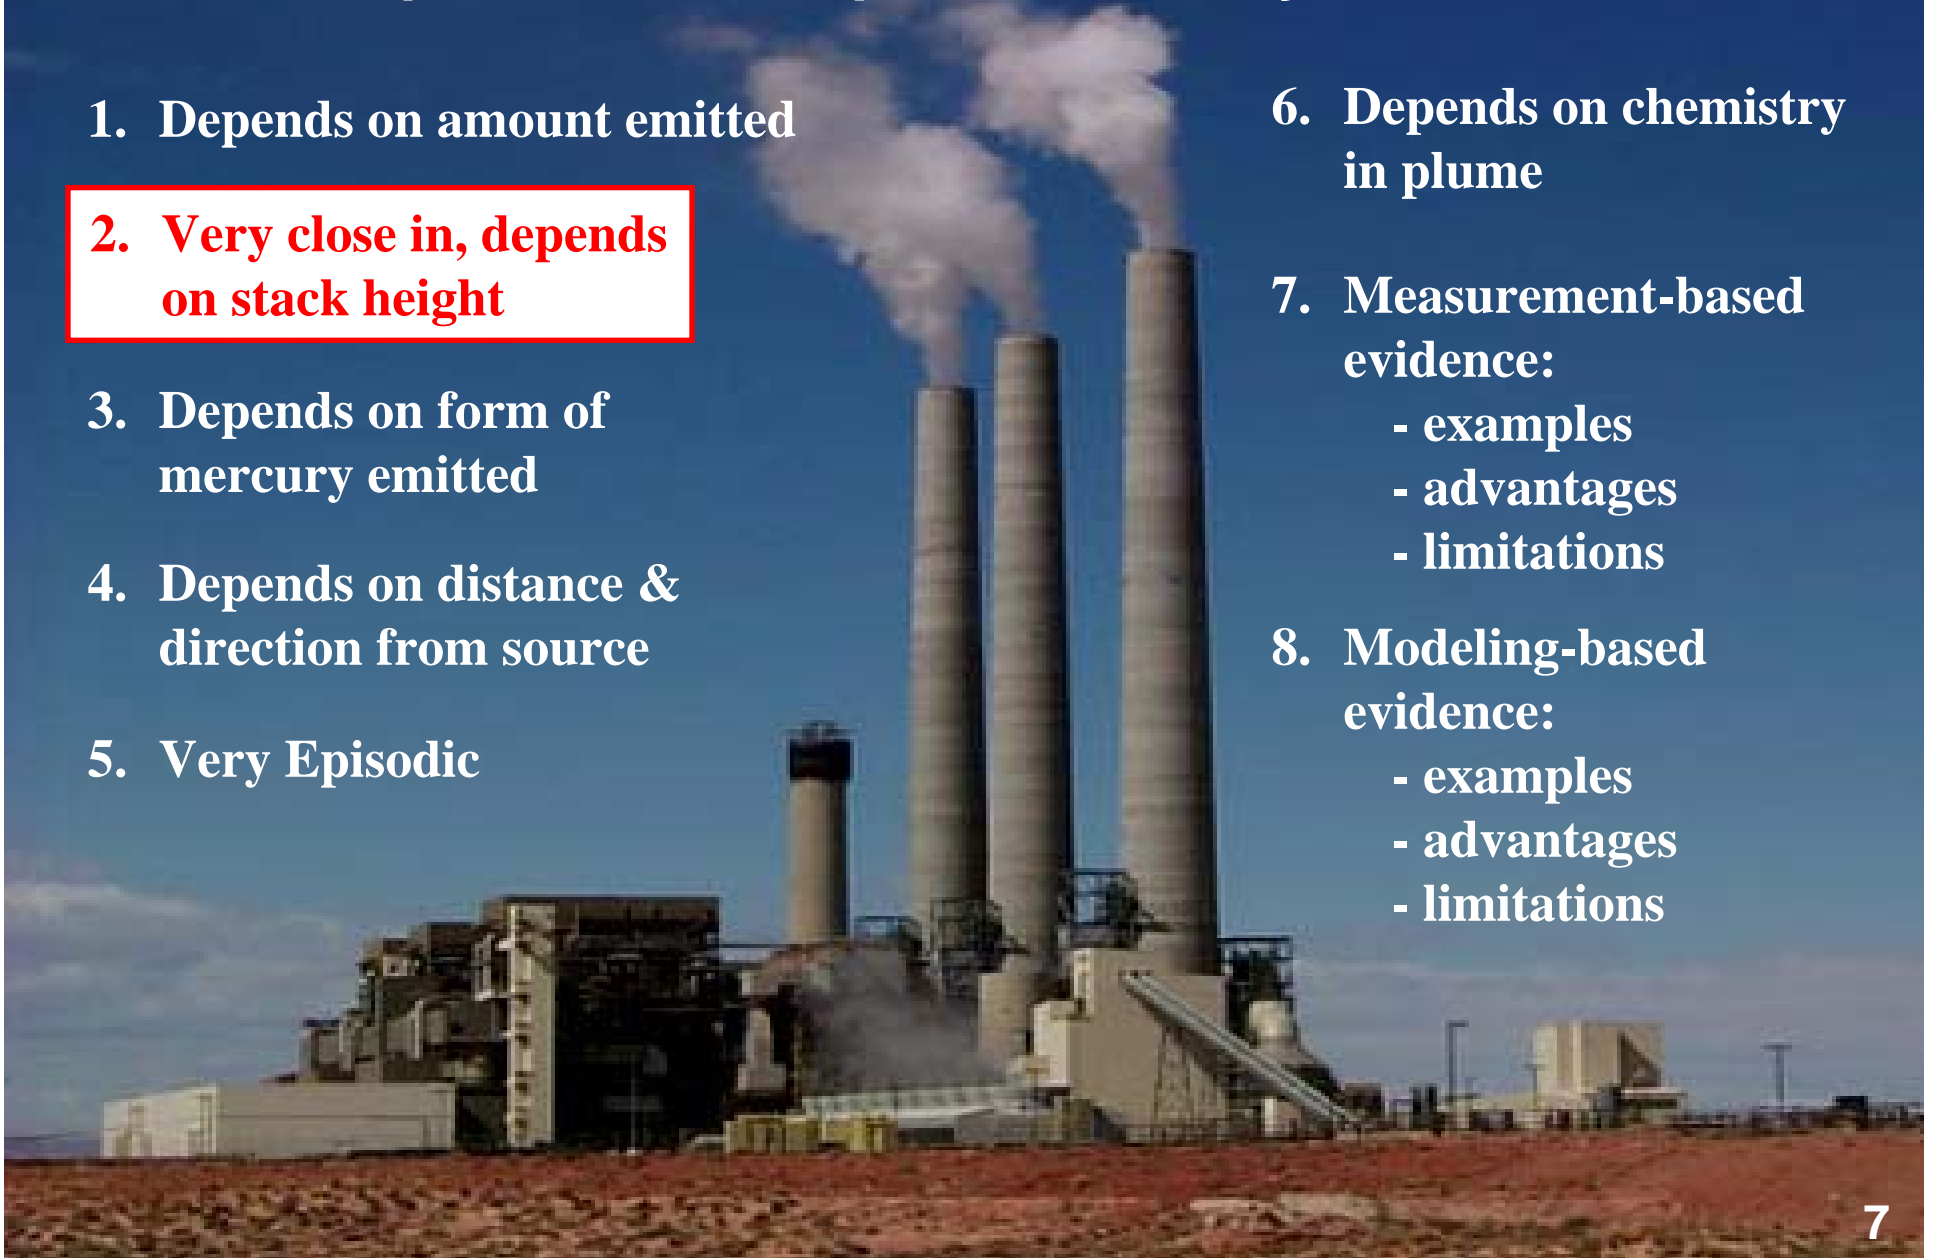 1. Depends on amount emitted
2. Very close in, depends
on stack height
3. Depends on form of
mercury emitted
4. Depends on distance &
direction from source
5. Very Episodic
6. Depends on chemistry
in plume
7. Measurement-based
evidence:
- examples
- advantages
- limitations
8. Modeling-based
evidence:
- examples
- advantages
- limitations
7